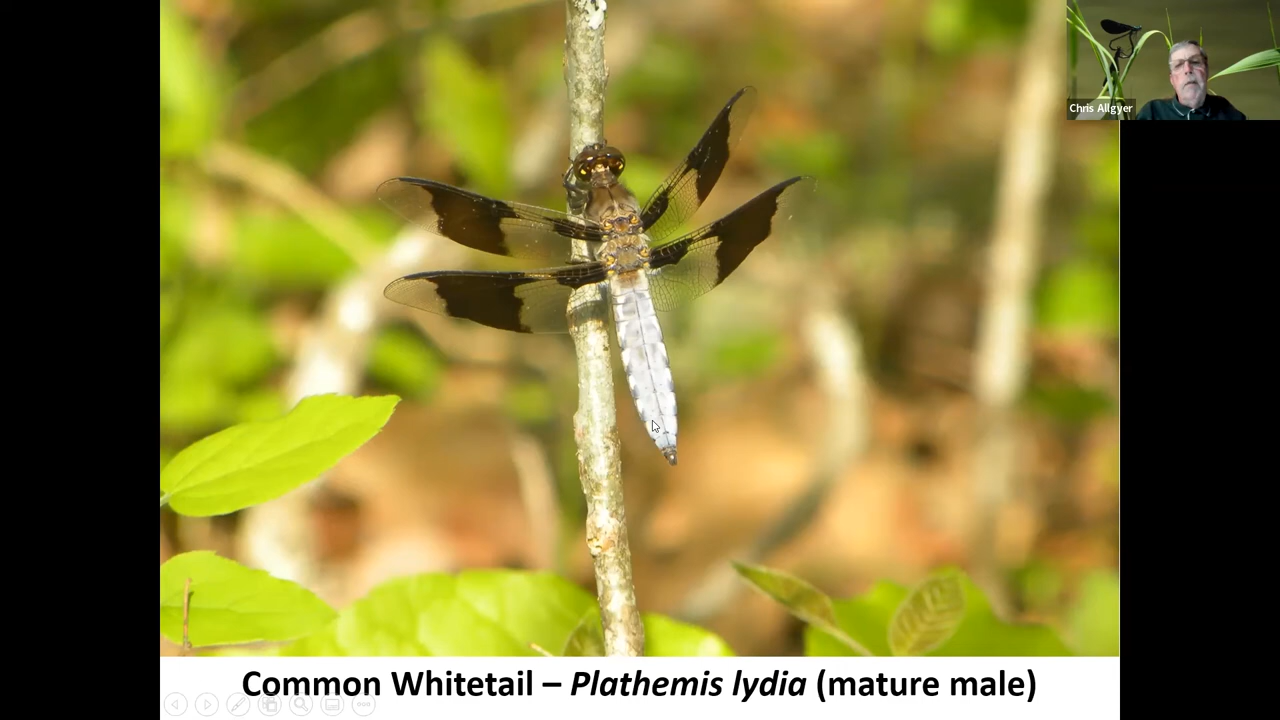 Chris Allgyer
Common Whitetail – Plathemis lydia (mature male)